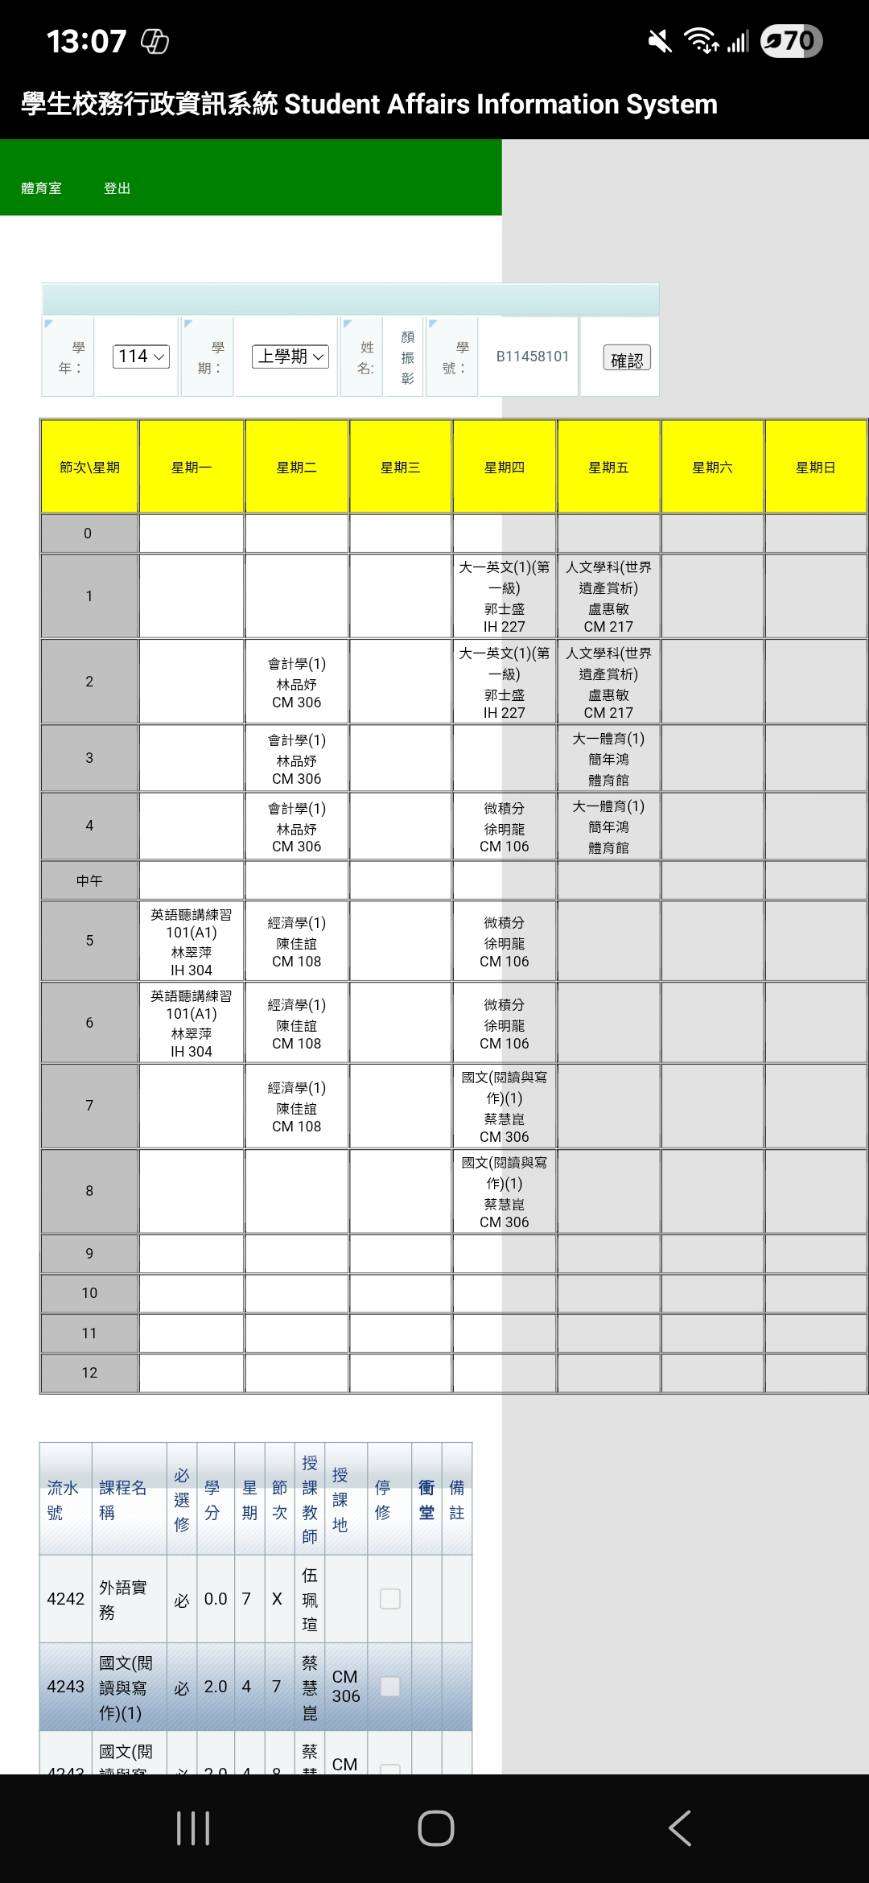 13:07
70
學生校務行政資訊系統 Student Affairs Information System
體育室 登出
學年: 114 學期: 上學期 姓名: 顏振彰 學號: B11458101 確認
節次\星期 星期一 星期二 星期三 星期四 星期五 星期六 星期日
0
1
大一英文(1)(第一級)
郭士盛
IH 227
人文學科(世界遺產賞析)
盧惠敏
CM 217
2
會計學(1)
林品妤
CM 306
大一英文(1)(第一級)
郭士盛
IH 227
人文學科(世界遺產賞析)
盧惠敏
CM 217
3
會計學(1)
林品妤
CM 306
大一體育(1)
簡年鴻
體育館
4
會計學(1)
林品妤
CM 306
微積分
徐明龍
CM 106
大一體育(1)
簡年鴻
體育館
中午
5
英語聽講練習
101(A1)
林翠萍
IH 304
經濟學(1)
陳佳誼
CM 108
微積分
徐明龍
CM 106
6
英語聽講練習
101(A1)
林翠萍
IH 304
經濟學(1)
陳佳誼
CM 108
微積分
徐明龍
CM 106
7
經濟學(1)
陳佳誼
CM 108
國文(閱讀與寫作)(1)
蔡慧崑
CM 306
8
國文(閱讀與寫作)(1)
蔡慧崑
CM 306
9
10
11
12
流水號 課程名稱 必選修 學分 星期 節次 授課教師 授課地 停修 衝堂 備註
4242 外語實務 必 0.0 7 X 伍珮瑄
4243 國文(閱讀與寫作)(1) 必 2.0 4 7 蔡慧崑 CM 306
4243 國文(閱讀與寫 必 2.0 4 8 蔡慧 CM